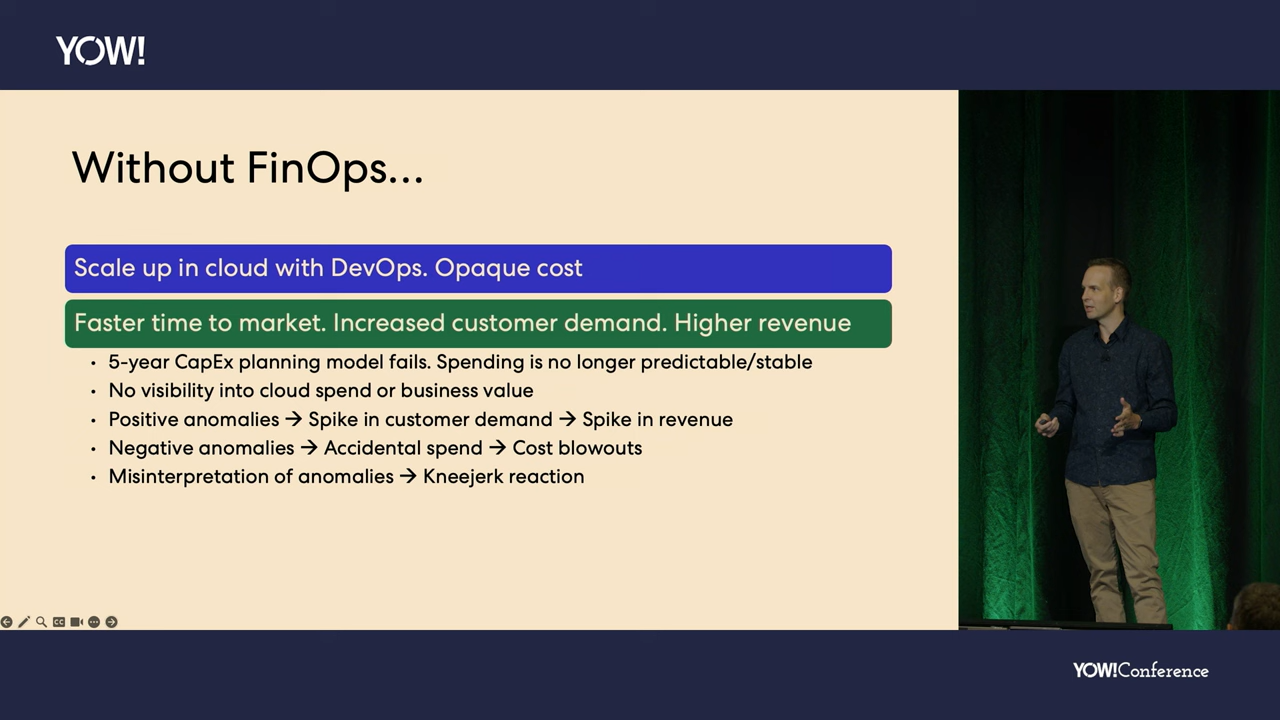 YOW!
Without FinOps...
Scale up in cloud with DevOps. Opaque cost
Faster time to market. Increased customer demand. Higher revenue
• 5-year CapEx planning model fails. Spending is no longer predictable/stable
• No visibility into cloud spend or business value
• Positive anomalies → Spike in customer demand → Spike in revenue
• Negative anomalies → Accidental spend → Cost blowouts
• Misinterpretation of anomalies → Kneejerk reaction
CC
YOW!Conference